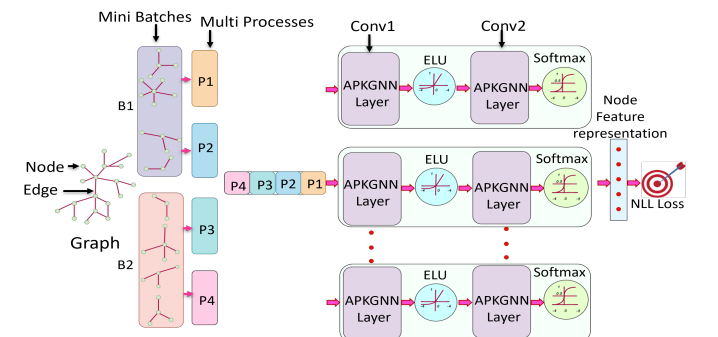 Mini Batches
Multi Processes
B1
P1
P2
Node
Edge
Graph
B2
P3
P4
P4 P3 P2 P1
Conv1
Conv2
APKGNN
Layer
ELU
APKGNN
Layer
Softmax
APKGNN
Layer
ELU
APKGNN
Layer
Softmax
APKGNN
Layer
ELU
APKGNN
Layer
Softmax
Node
Feature
representation
NLL Loss